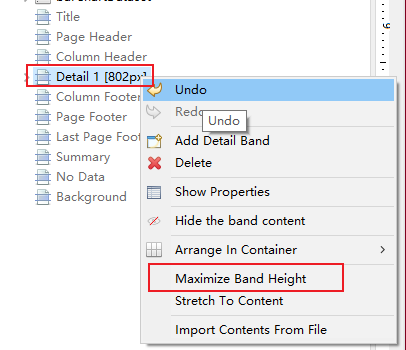 Title
Page Header
Column Header
Detail 1 [802px]
Column Footer
Page Footer
Last Page Foot
Summary
No Data
Background
Undo
Redo
Undo
Add Detail Band
Delete
Show Properties
Hide the band content
Arrange In Container
Maximize Band Height
Stretch To Content
Import Contents From File